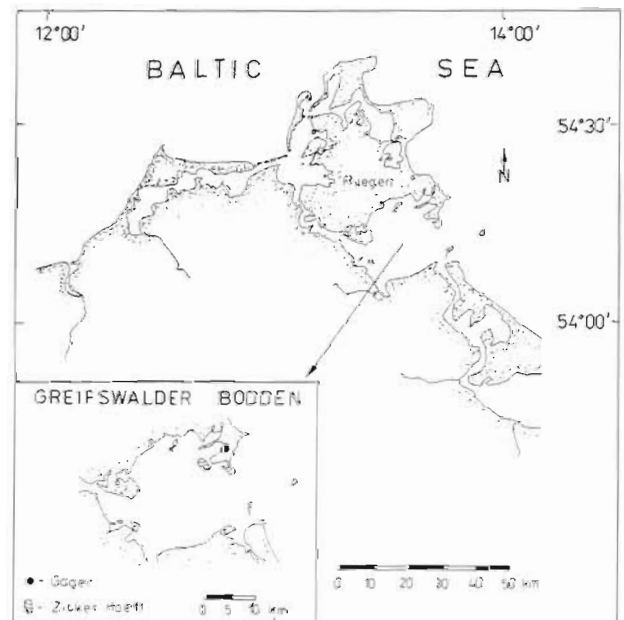 12°00'
14°00'
BALTIC SEA
54°30'
Ruegen
N
54°00'
GREIFSWALDER BODDEN
● - Gager
- Zicker Hoeft
0 5 10 km
0 10 20 30 40 50 km